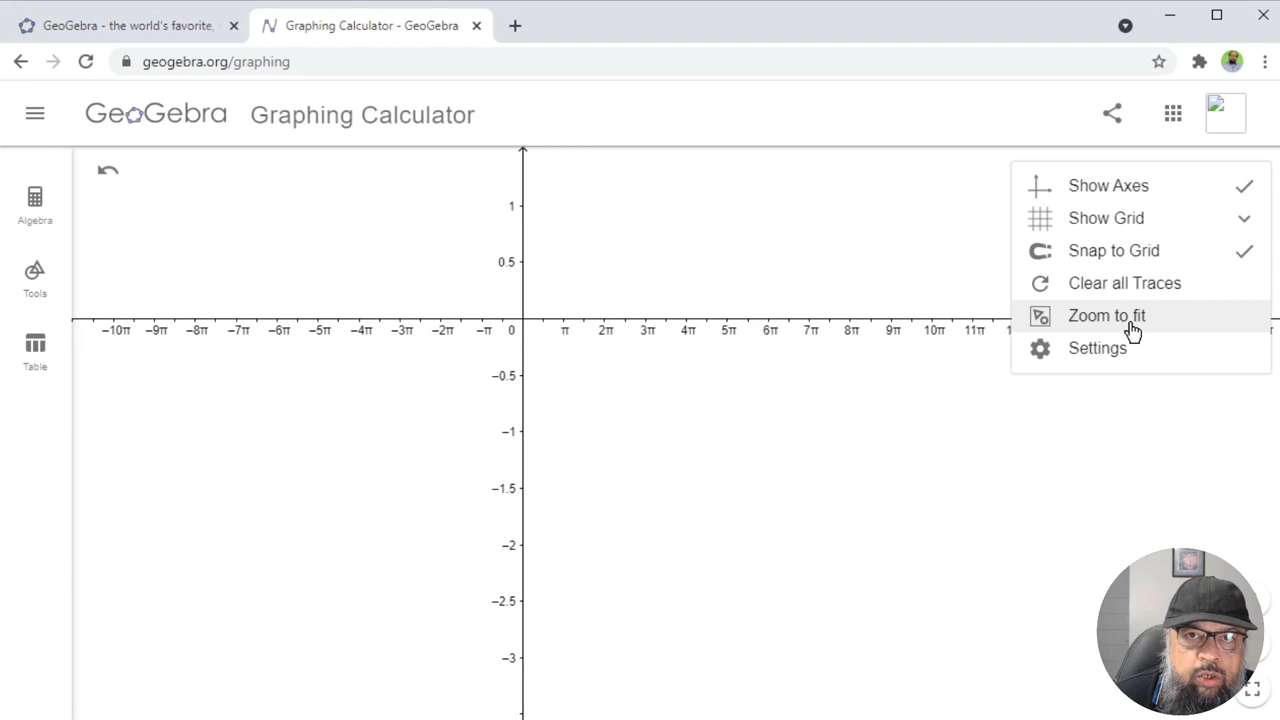 GeoGebra - the world's favorite,
Graphing Calculator - GeoGebra
geogebra.org/graphing
GeoGebra
Graphing Calculator
Algebra
Tools
Table
Show Axes
Show Grid
Snap to Grid
Clear all Traces
Zoom to fit
Settings
1
0.5
−10π −9π −8π −7π −6π −5π −4π −3π −2π −π 0 π 2π 3π 4π 5π 6π 7π 8π 9π 10π 11π
−0.5
−1
−1.5
−2
−2.5
−3